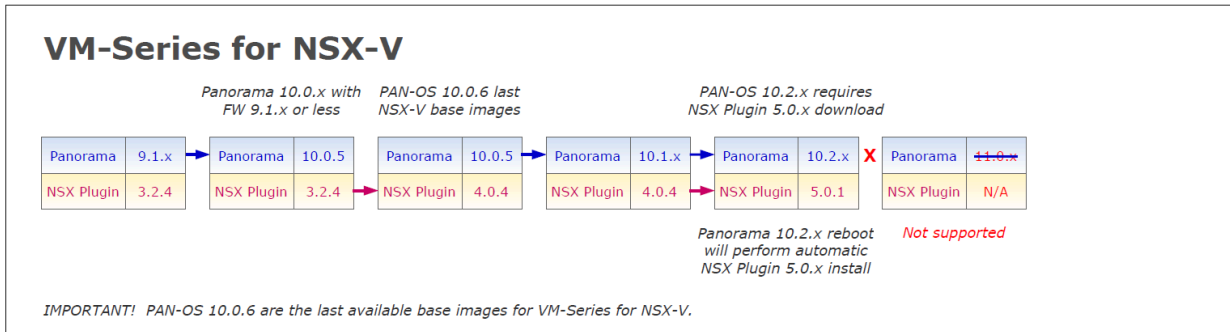 VM-Series for NSX-V
Panorama 10.0.x with
FW 9.1.x or less
PAN-OS 10.0.6 last
NSX-V base images
PAN-OS 10.2.x requires
NSX Plugin 5.0.x download
Panorama 9.1.x
NSX Plugin 3.2.4
Panorama 10.0.5
NSX Plugin 3.2.4
Panorama 10.0.5
NSX Plugin 4.0.4
Panorama 10.1.x
NSX Plugin 4.0.4
Panorama 10.2.x
NSX Plugin 5.0.1
X
Panorama 11.0.x
NSX Plugin N/A
Panorama 10.2.x reboot
will perform automatic
NSX Plugin 5.0.x install
Not supported
IMPORTANT! PAN-OS 10.0.6 are the last available base images for VM-Series for NSX-V.